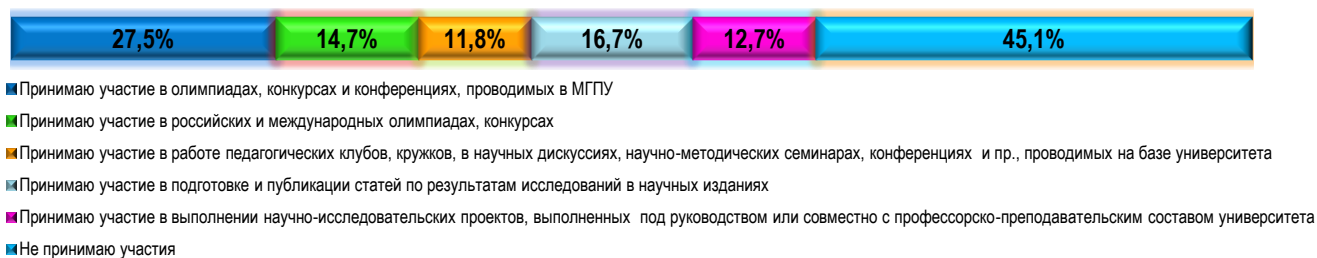 27,5% 14,7% 11,8% 16,7% 12,7% 45,1%
Принимаю участие в олимпиадах, конкурсах и конференциях, проводимых в МГПУ
Принимаю участие в российских и международных олимпиадах, конкурсах
Принимаю участие в работе педагогических клубов, кружков, в научных дискуссиях, научно-методических семинарах, конференциях и пр., проводимых на базе университета
Принимаю участие в подготовке и публикации статей по результатам исследований в научных изданиях
Принимаю участие в выполнении научно-исследовательских проектов, выполненных под руководством или совместно с профессорско-преподавательским составом университета
Не принимаю участия